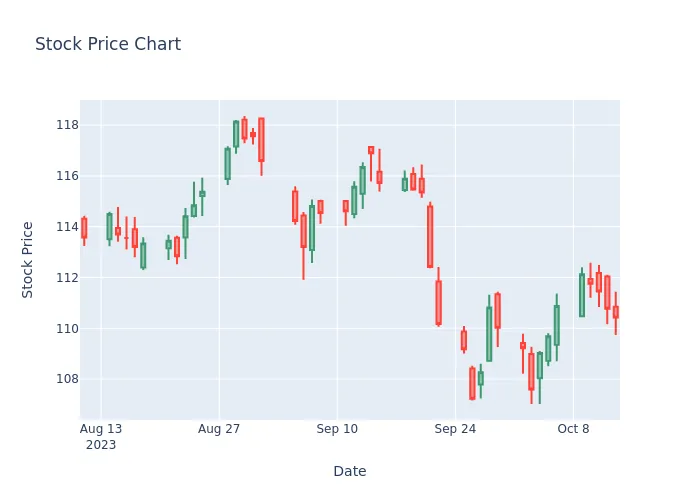 Stock Price Chart
118
116
114
112
110
108
Stock Price
Aug 13
2023
Aug 27
Sep 10
Sep 24
Oct 8
Date